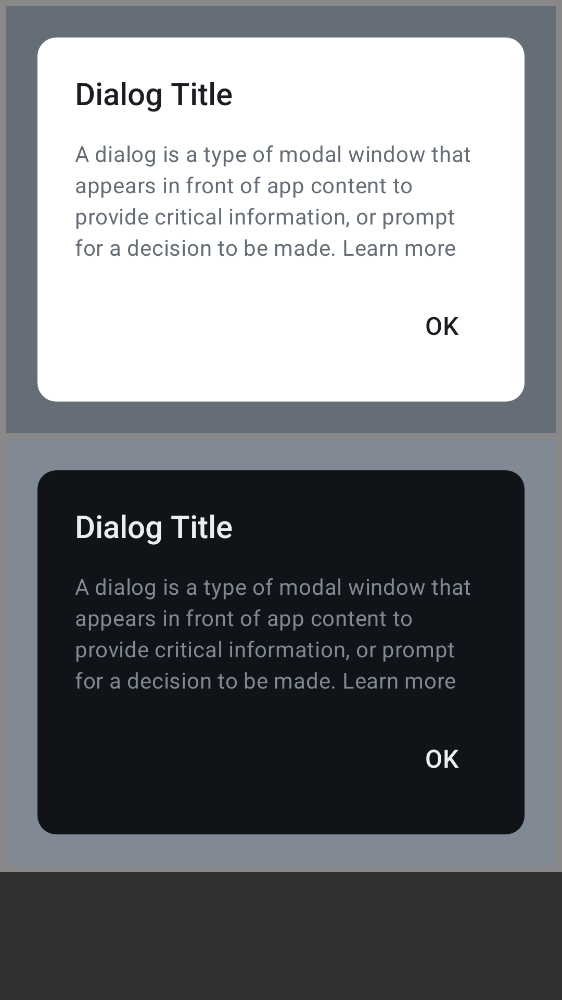 Dialog Title
A dialog is a type of modal window that
appears in front of app content to
provide critical information, or prompt
for a decision to be made. Learn more
OK
Dialog Title
A dialog is a type of modal window that
appears in front of app content to
provide critical information, or prompt
for a decision to be made. Learn more
OK